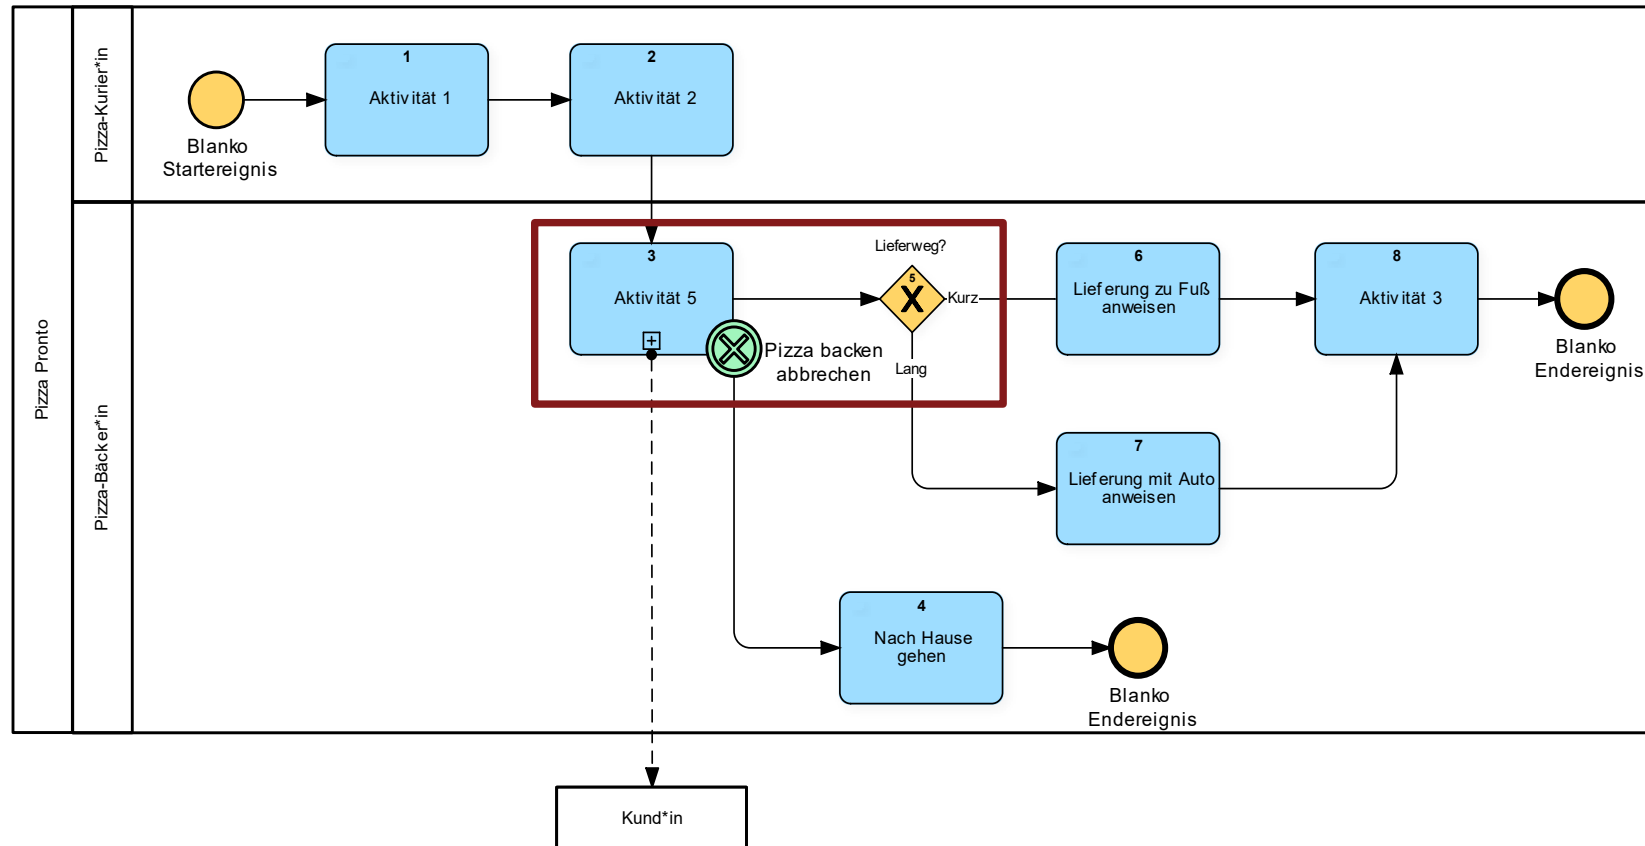 Pizza Pronto
Pizza-Kurier*in
Blanko
Startereignis
1
Aktivität 1
2
Aktivität 2
Pizza-Bäcker*in
3
Aktivität 5
Pizza backen
abbrechen
Lieferweg?
5
Kurz
Lang
6
Lieferung zu Fuß
anweisen
8
Aktivität 3
Blanko
Endereignis
7
Lieferung mit Auto
anweisen
4
Nach Hause
gehen
Blanko
Endereignis
Kund*in